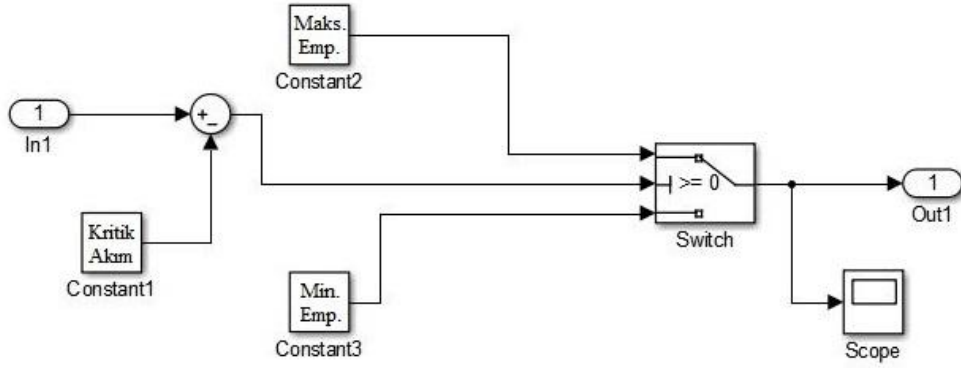 Maks.
Emp.
Constant2
1
In1
+
-
Kritik
Akım
Constant1
>= 0
Switch
1
Out1
Min.
Emp.
Constant3
Scope